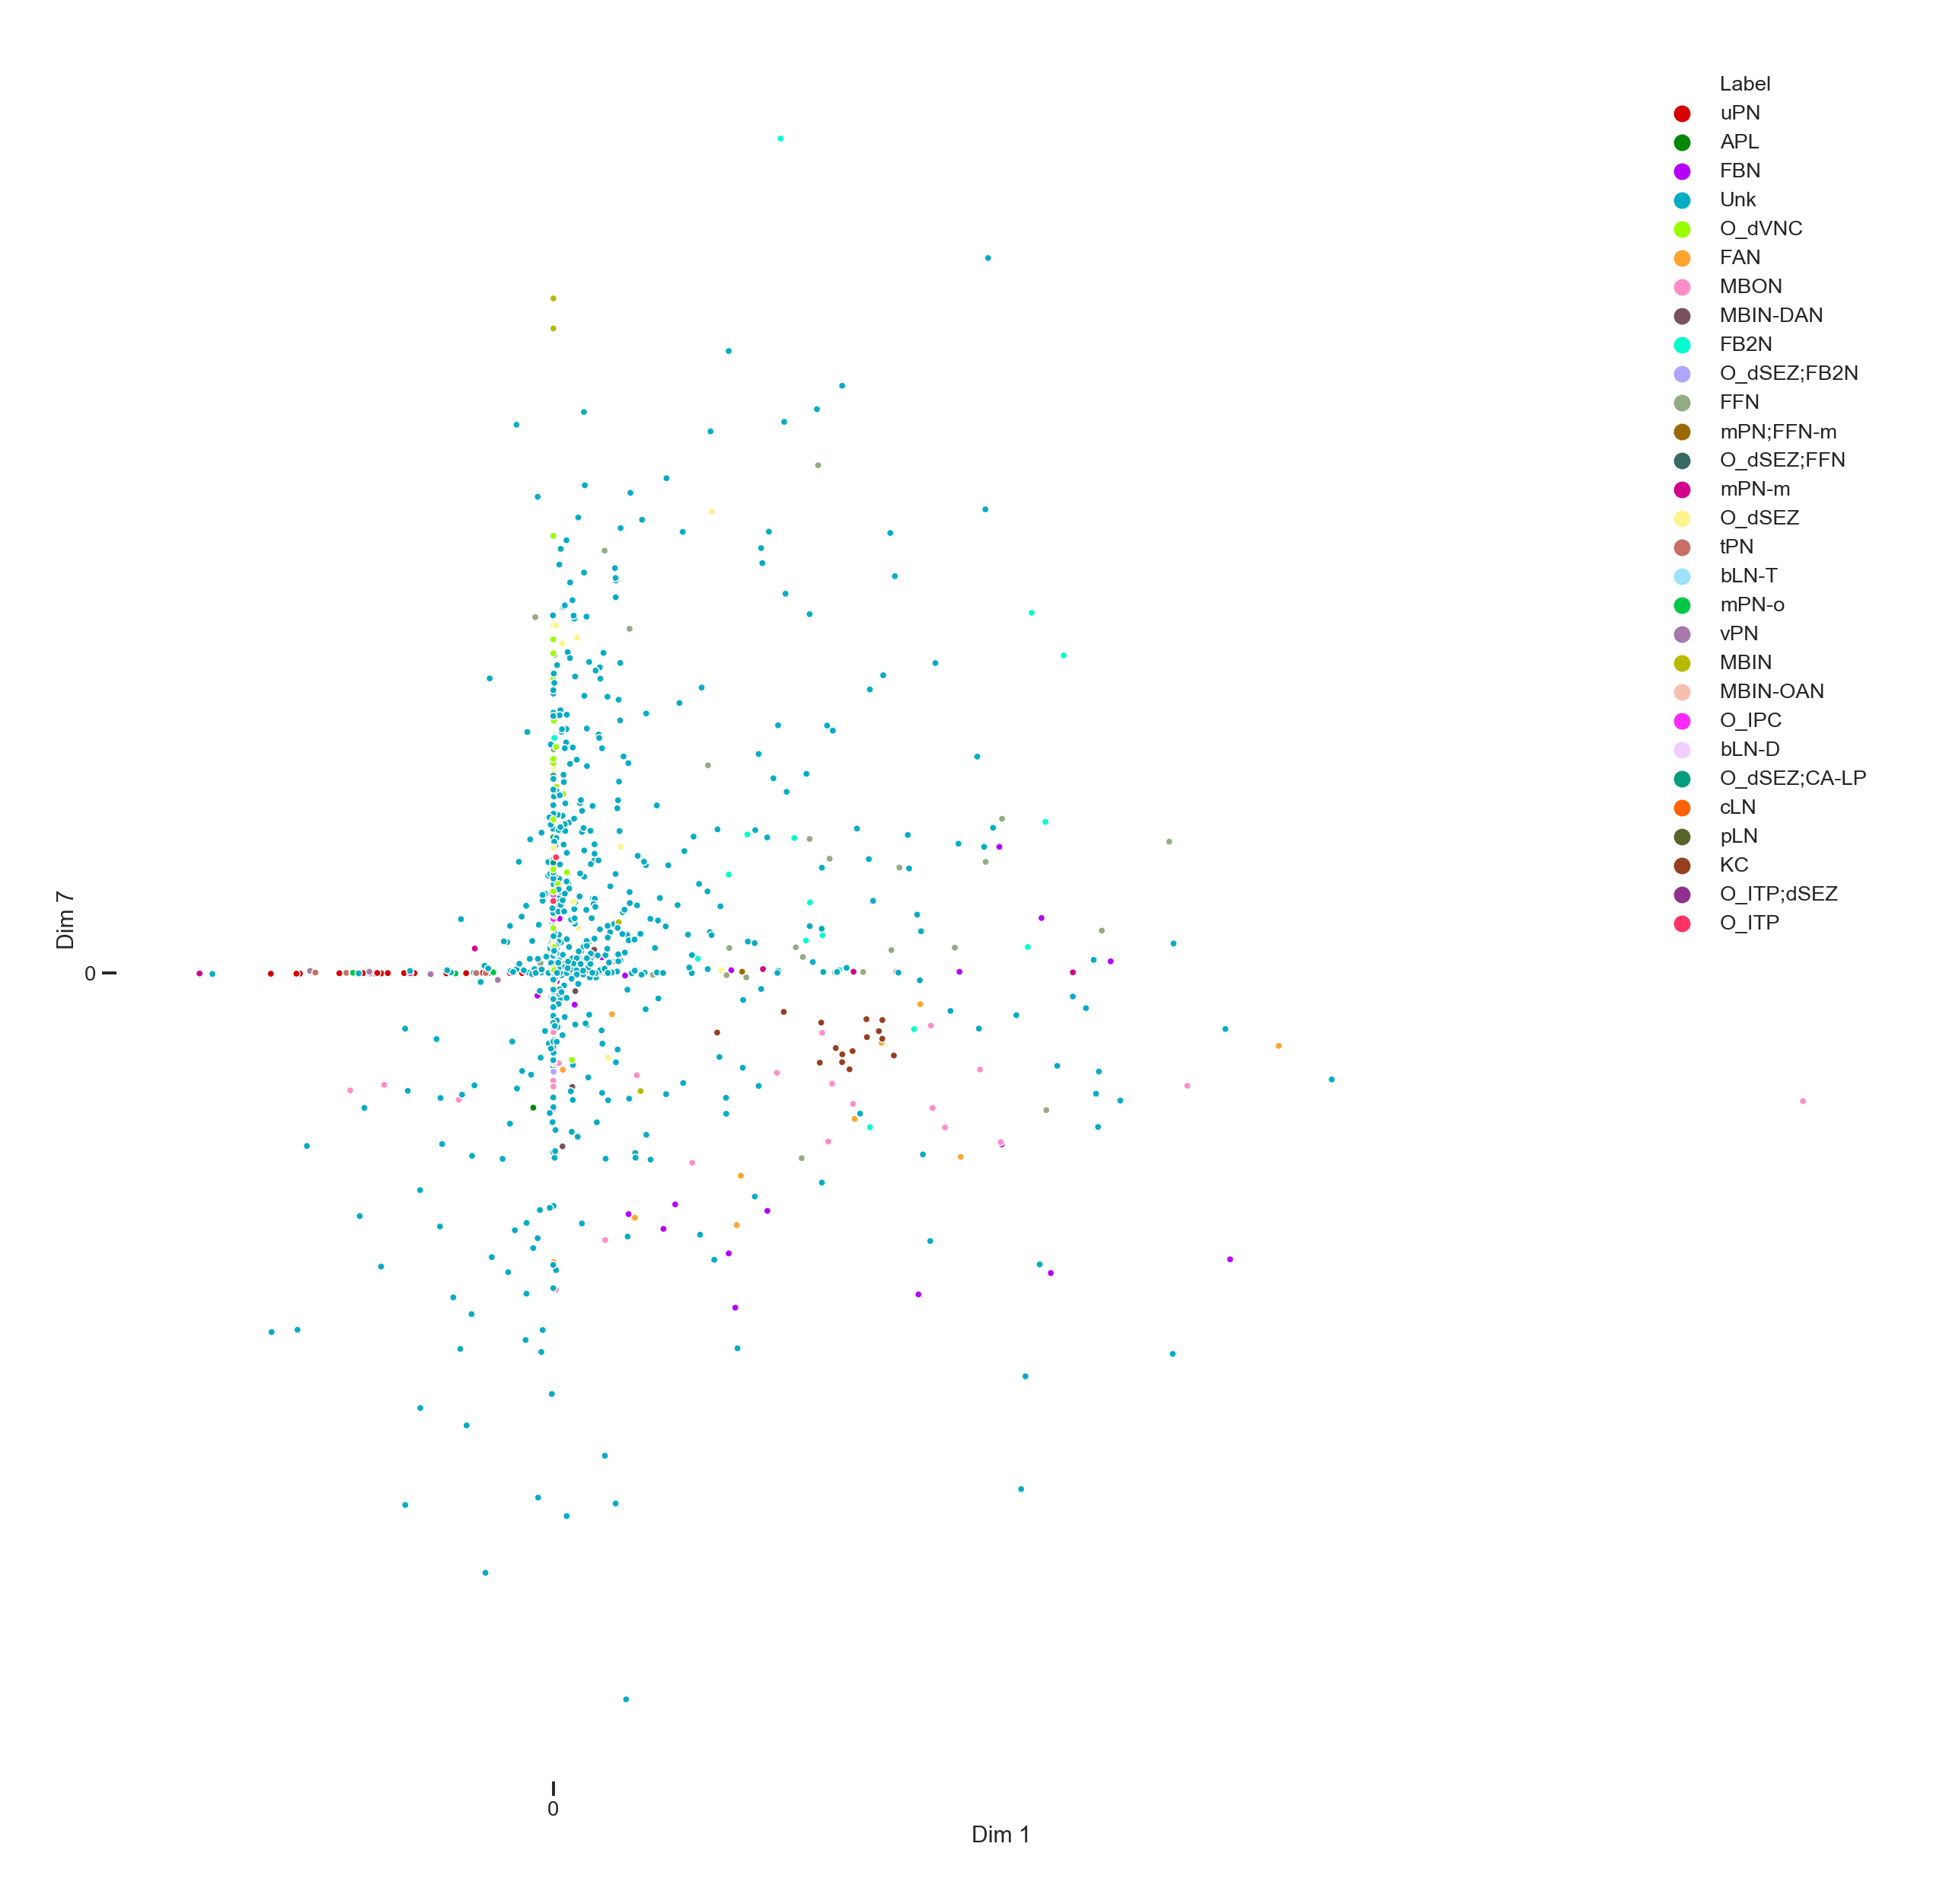 Label
uPN
APL
FBN
Unk
O_dVNC
FAN
MBON
MBIN-DAN
FB2N
O_dSEZ;FB2N
FFN
mPN;FFN-m
O_dSEZ;FFN
mPN-m
O_dSEZ
tPN
bLN-T
mPN-o
vPN
MBIN
MBIN-OAN
O_IPC
bLN-D
O_dSEZ;CA-LP
cLN
pLN
KC
O_ITP;dSEZ
O_ITP
Dim 7
0
0
Dim 1